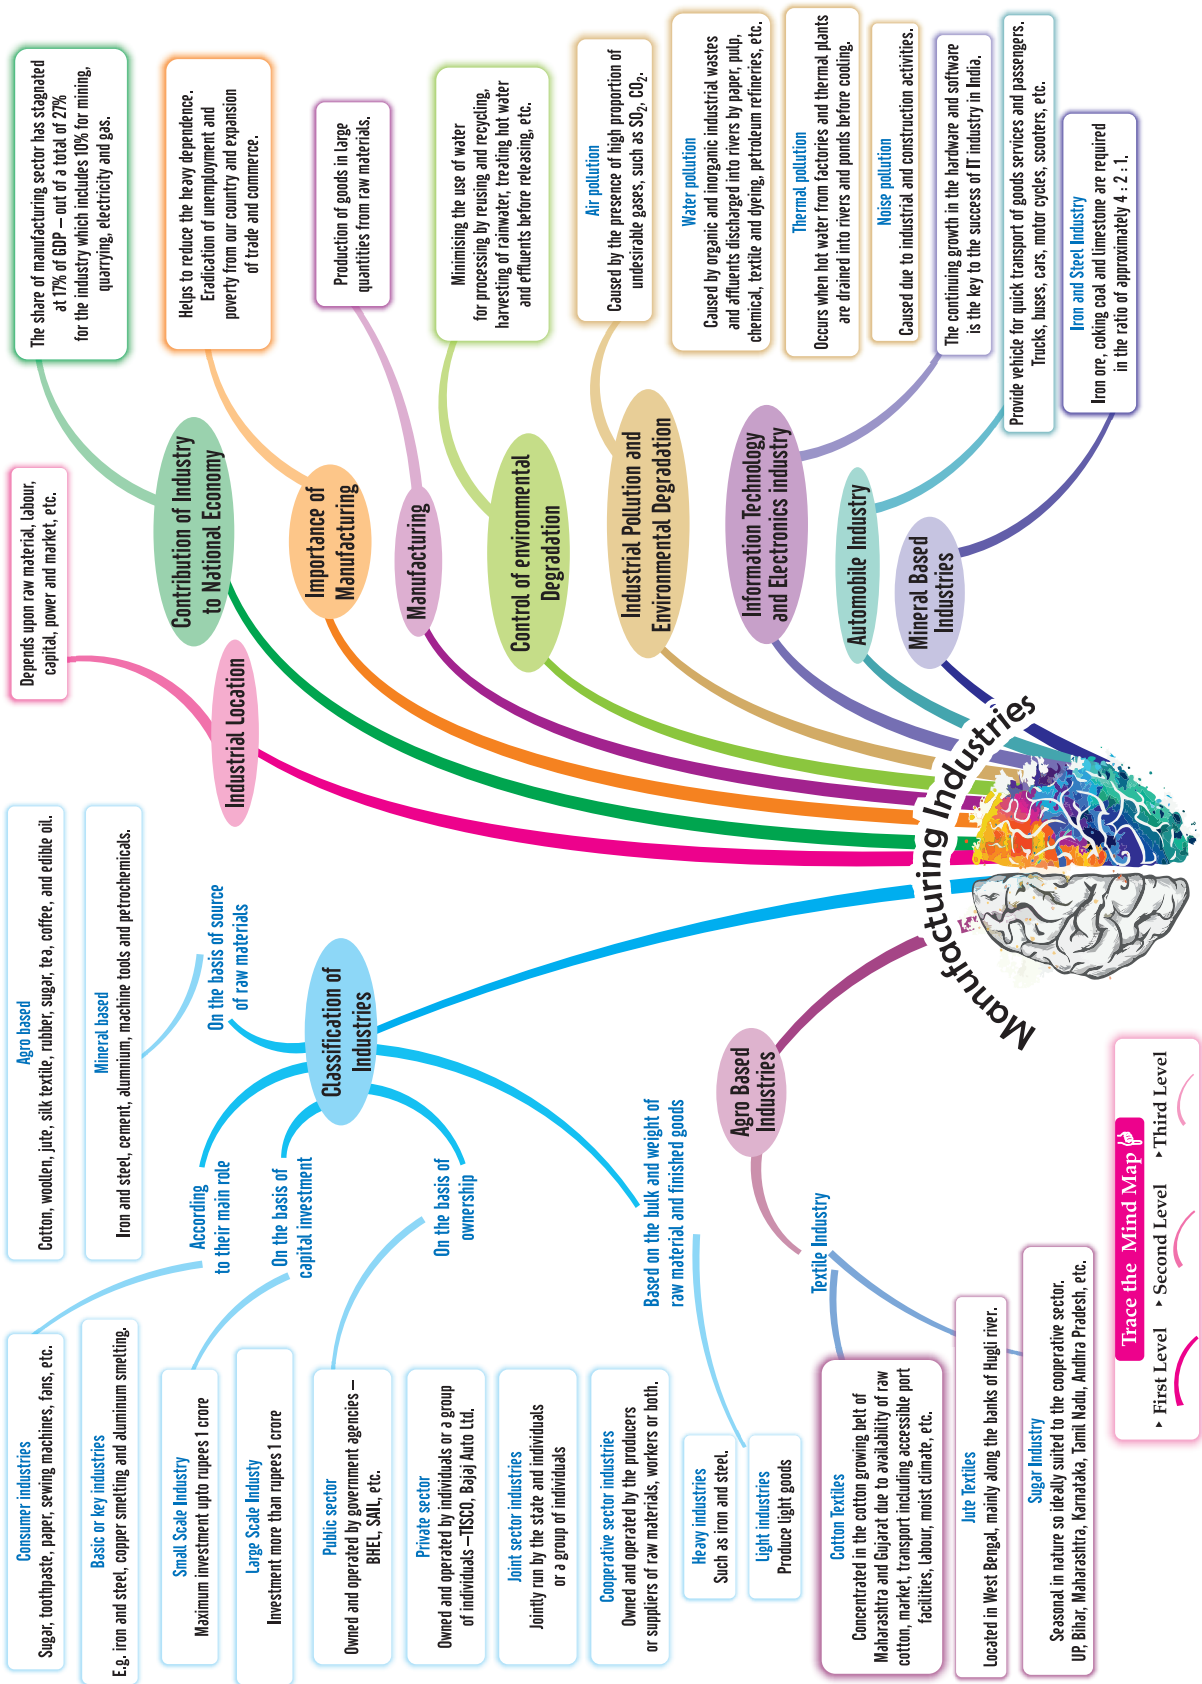 Manufacturing Industries
Classification of
Industries
On the basis of source
of raw materials
Agro based
Cotton, woollen, jute, silk textile, rubber, sugar, tea, coffee, and edible oil.
Mineral based
Iron and steel, cement, alumnium, machine tools and petrochemicals.
According
to their main role
Consumer industries
Sugar, toothpaste, paper, sewing machines, fans, etc.
Basic or key industries
E.g. iron and steel, copper smelting and aluminum smelting.
On the basis of
capital investment
Small Scale Industry
Maximum investment upto rupees 1 crore
Large Scale Industy
Investment more than rupees 1 crore
On the basis of
ownership
Public sector
Owned and operated by government agencies –
BHEL, SAIL, etc.
Private sector
Owned and operated by individuals or a group
of individuals –TISCO, Bajaj Auto Ltd.
Joint sector industries
Jointly run by the state and individuals
or a group of individuals
Cooperative sector industries
Owned and operated by the producers
or suppliers of raw materials, workers or both.
Based on the bulk and weight of
raw material and finished goods
Heavy industries
Such as iron and steel.
Light industries
Produce light goods
Agro Based
Industries
Textile Industry
Cotton Textiles
Concentrated in the cotton growing belt of
Maharashtra and Gujarat due to availability of raw
cotton, market, transport including accessible port
facilities, labour, moist climate, etc.
Jute Textiles
Located in West Bengal, mainly along the banks of Hugli river.
Sugar Industry
Seasonal in nature so ideally suited to the cooperative sector.
UP, Bihar, Maharashtra, Karnataka, Tamil Nadu, Andhra Pradesh, etc.
Industrial Location
Depends upon raw material, labour,
capital, power and market, etc.
Contribution of Industry
to National Economy
The share of manufacturing sector has stagnated
at 17% of GDP – out of a total of 27%
for the industry which includes 10% for mining,
quarrying, electricity and gas.
Importance of
Manufacturing
Helps to reduce the heavy dependence.
Eradication of unemployment and
poverty from our country and expansion
of trade and commerce.
Manufacturing
Production of goods in large
quantities from raw materials.
Control of environmental
Degradation
Minimising the use of water
for processing by reusing and recycling,
harvesting of rainwater, treating hot water
and effluents before releasing, etc.
Industrial Pollution and
Environmental Degradation
Air pollution
Caused by the presence of high proportion of
undesirable gases, such as SO₂, CO₂.
Water pollution
Caused by organic and inorganic industrial wastes
and affluents discharged into rivers by paper, pulp,
chemical, textile and dyeing, petroleum refineries, etc.
Thermal pollution
Occurs when hot water from factories and thermal plants
are drained into rivers and ponds before cooling.
Noise pollution
Caused due to industrial and construction activities.
Information Technology
and Electronics industry
The continuing growth in the hardware and software
is the key to the success of IT industry in India.
Automobile Industry
Provide vehicle for quick transport of goods services and passengers.
Trucks, buses, cars, motor cycles, scooters, etc.
Mineral Based
Industries
Iron and Steel Industry
Iron ore, coking coal and limestone are required
in the ratio of approximately 4 : 2 : 1.
Trace the Mind Map
▸ First Level ▸ Second Level ▸ Third Level